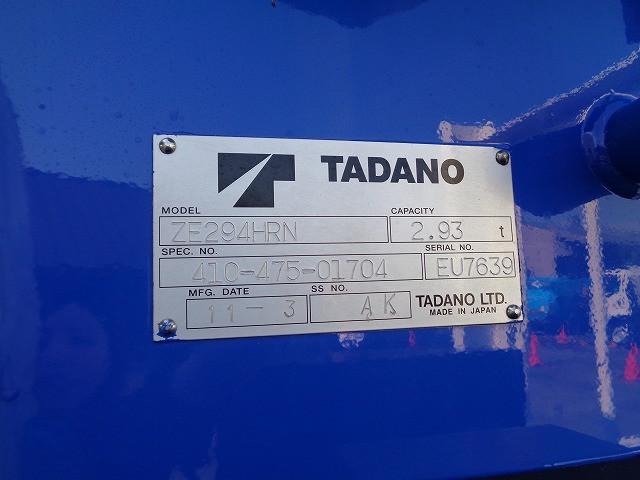 TADANO
MODEL CAPACITY
ZE294HRN 2.93 t
SPEC. NO. SERIAL NO.
410-475-01704 EU7639
MFG. DATE SS NO.
11-3 AK
TADANO LTD.
MADE IN JAPAN